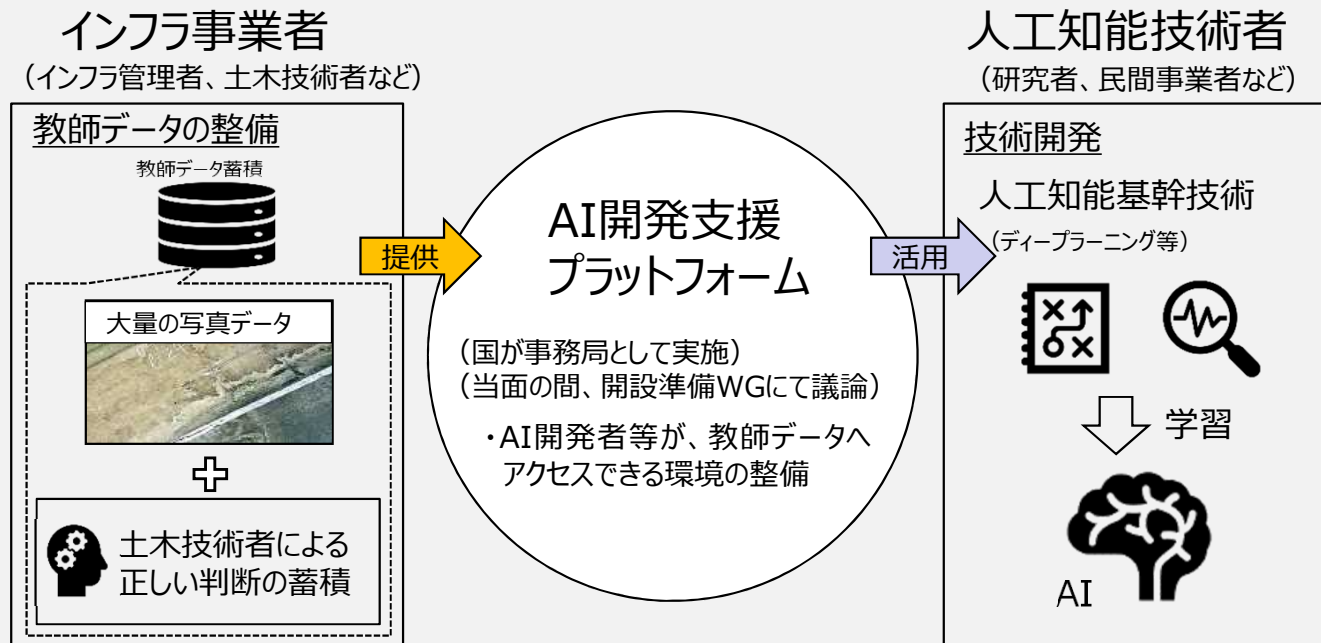 インフラ事業者
（インフラ管理者、土木技術者など）
教師データの整備
教師データ蓄積
大量の写真データ
土木技術者による
正しい判断の蓄積
提供
AI開発支援
プラットフォーム
（国が事務局として実施）
（当面の間、開設準備WGにて議論）
・AI開発者等が、教師データへ
アクセスできる環境の整備
活用
人工知能技術者
（研究者、民間事業者など）
技術開発
人工知能基幹技術
（ディープラーニング等）
学習
AI